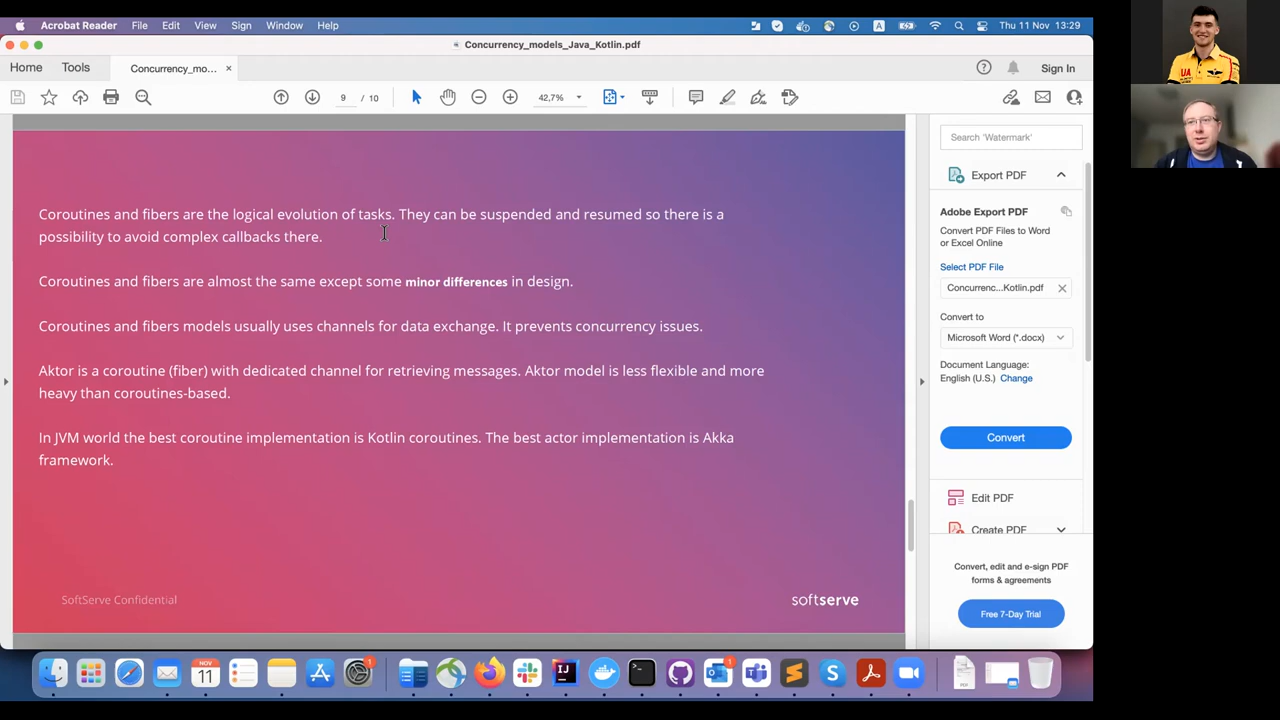 Acrobat Reader File Edit View Sign Window Help
A
Thu 11 Nov 13:29
Concurrency_models_Java_Kotlin.pdf
Home Tools
Concurrency_mo... ×
Sign In
9 / 10
42,7%
Search 'Watermark'
Export PDF
Adobe Export PDF
Convert PDF Files to Word
or Excel Online
Select PDF File
Concurrenc...Kotlin.pdf
Convert to
Microsoft Word (*.docx)
Document Language:
English (U.S.) Change
Convert
Edit PDF
Create PDF
Convert, edit and e-sign PDF
forms & agreements
Free 7-Day Trial
Coroutines and fibers are the logical evolution of tasks. They can be suspended and resumed so there is a
possibility to avoid complex callbacks there.
Coroutines and fibers are almost the same except some minor differences in design.
Coroutines and fibers models usually uses channels for data exchange. It prevents concurrency issues.
Aktor is a coroutine (fiber) with dedicated channel for retrieving messages. Aktor model is less flexible and more
heavy than coroutines-based.
In JVM world the best coroutine implementation is Kotlin coroutines. The best actor implementation is Akka
framework.
SoftServe Confidential
softserve
NOV
11
1
1
UA